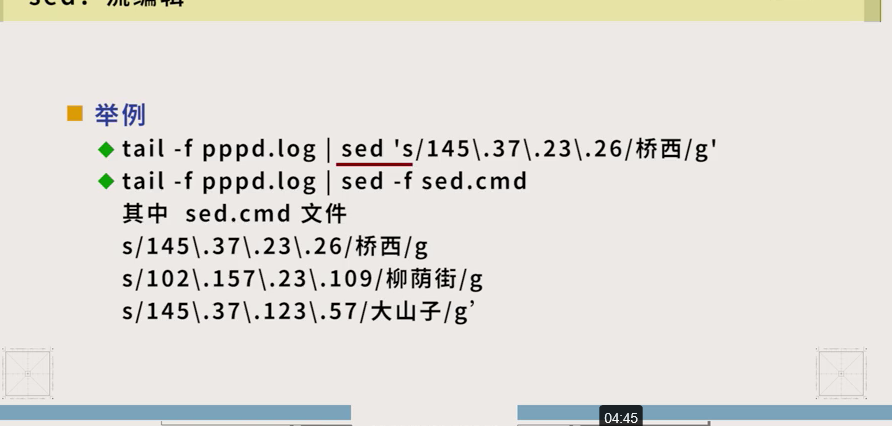 sed：流编辑
举例
tail -f pppd.log | sed 's/145\.37\.23\.26/桥西/g'
tail -f pppd.log | sed -f sed.cmd
其中 sed.cmd 文件
s/145\.37\.23\.26/桥西/g
s/102\.157\.23\.109/柳荫街/g
s/145\.37\.123\.57/大山子/g’
04:45